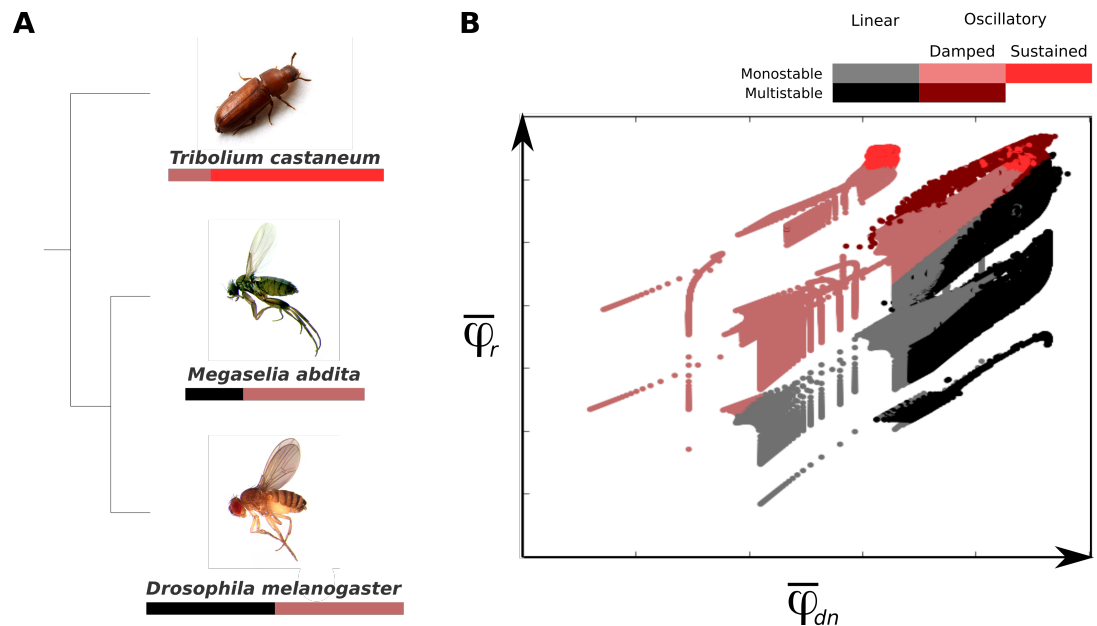 A
B
Tribolium castaneum
Megaselia abdita
Drosophila melanogaster
Linear
Oscillatory
Damped
Sustained
Monostable
Multistable
φ̅r
φ̅dn